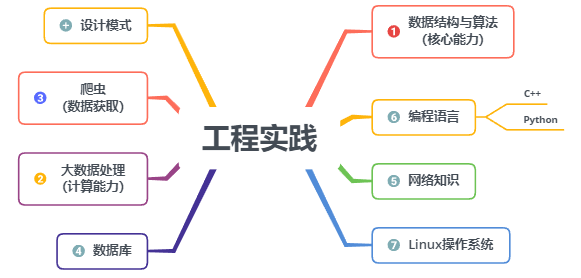 工程实践
1 数据结构与算法
(核心能力)
6 编程语言
C++
Python
5 网络知识
7 Linux操作系统
+ 设计模式
3 爬虫
(数据获取)
2 大数据处理
(计算能力)
4 数据库